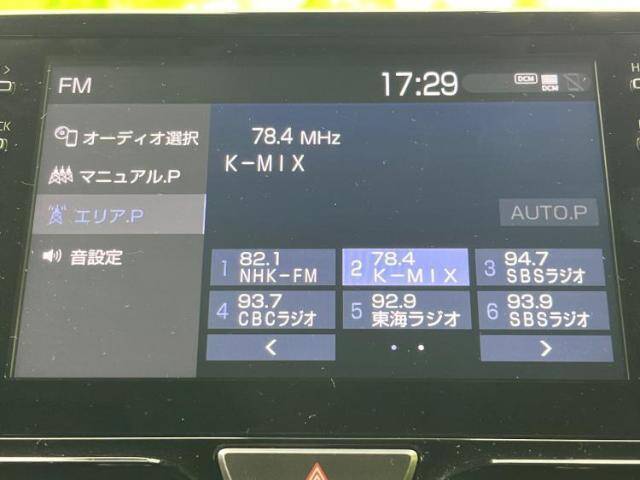 FM
17:29
DCM
DCM
オーディオ選択
マニュアル.P
エリア.P
音設定
78.4 MHz
K-MIX
AUTO.P
1 82.1 NHK-FM
2 78.4 K-MIX
3 94.7 SBSラジオ
4 93.7 CBCラジオ
5 92.9 東海ラジオ
6 93.9 SBSラジオ
<
>